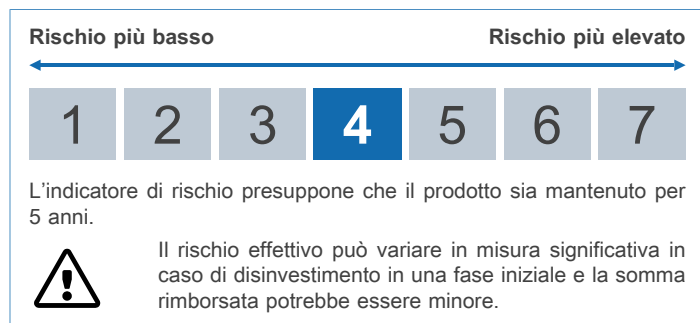 Rischio più basso Rischio più elevato
1 2 3 4 5 6 7
L'indicatore di rischio presuppone che il prodotto sia mantenuto per
5 anni.
Il rischio effettivo può variare in misura significativa in
caso di disinvestimento in una fase iniziale e la somma
rimborsata potrebbe essere minore.